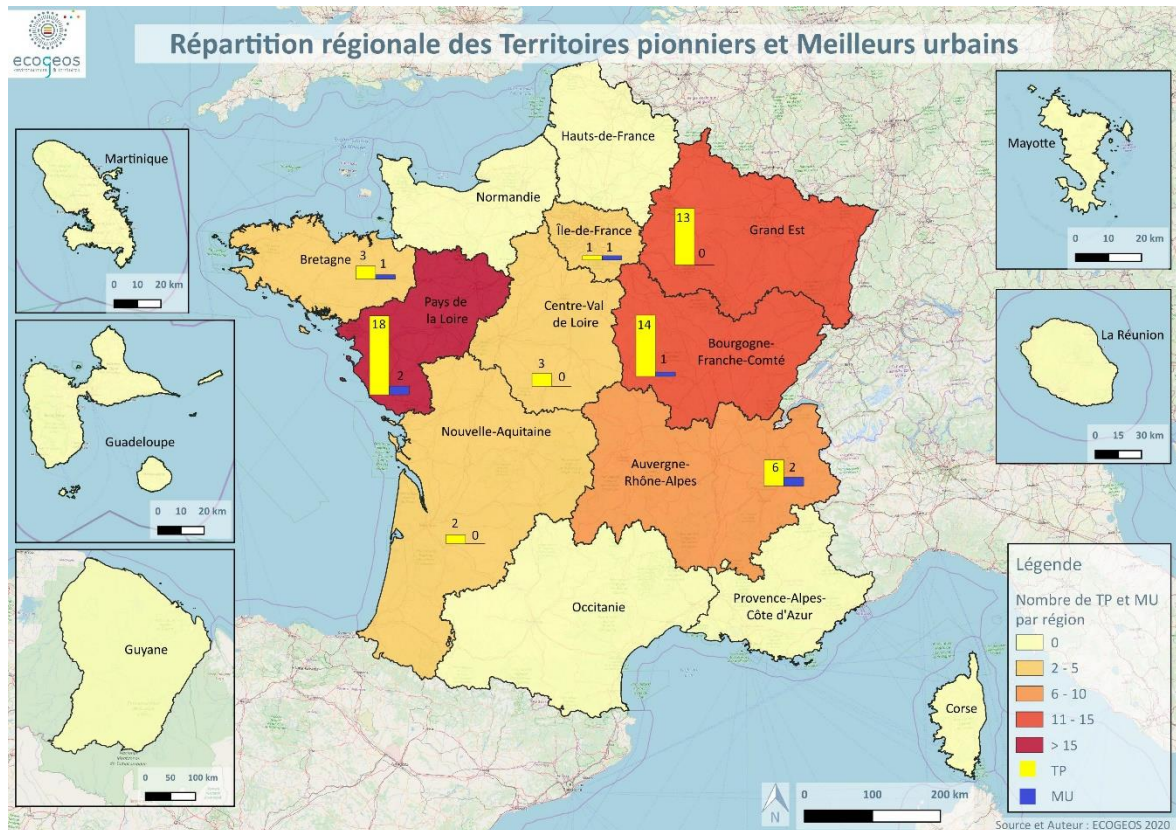 ecogeos
Répartition régionale des Territoires pionniers et Meilleurs urbains
Martinique
0 10 20 km
Guadeloupe
0 10 20 km
Guyane
0 50 100 km
Hauts-de-France
Normandie
Île-de-France
1 1
Grand Est
13
0
Bretagne
3
1
Pays de
la Loire
18
2
Centre-Val
de Loire
3
0
Bourgogne-
Franche-Comté
14
1
Nouvelle-Aquitaine
2
0
Auvergne-
Rhône-Alpes
6
2
Occitanie
Provence-Alpes-
Côte d'Azur
Corse
Mayotte
0 10 20 km
La Réunion
0 15 30 km
Légende
Nombre de TP et MU
par région
0
2 - 5
6 - 10
11 - 15
> 15
TP
MU
N
0 100 200 km
Source et Auteur : ECOGEOS 2020